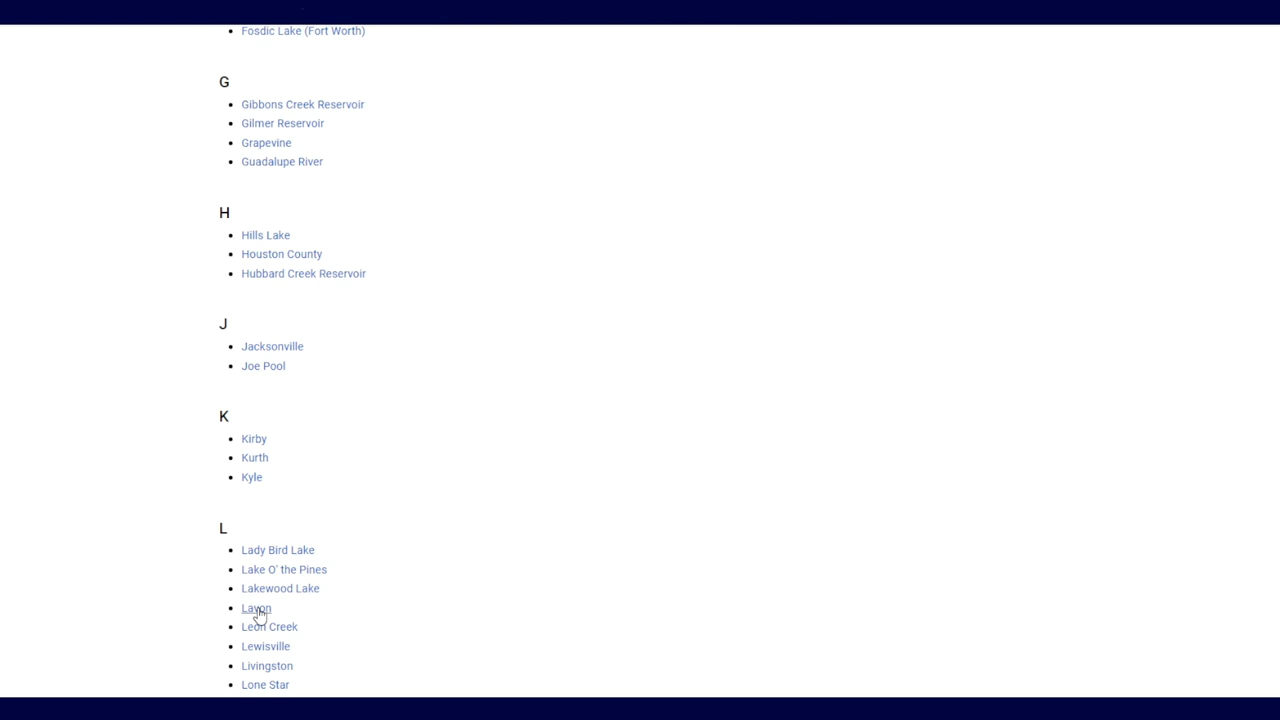 Fosdic Lake (Fort Worth)
G
Gibbons Creek Reservoir
Gilmer Reservoir
Grapevine
Guadalupe River
H
Hills Lake
Houston County
Hubbard Creek Reservoir
J
Jacksonville
Joe Pool
K
Kirby
Kurth
Kyle
L
Lady Bird Lake
Lake O' the Pines
Lakewood Lake
Lavon
Leon Creek
Lewisville
Livingston
Lone Star